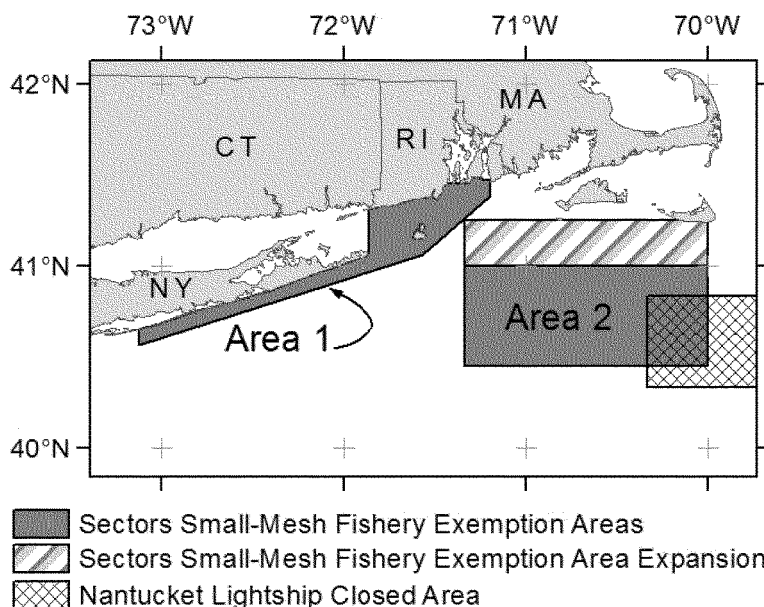 73°W 72°W 71°W 70°W
42°N
MA
CT RI
41°N
NY
Area 1
Area 2
40°N
Sectors Small-Mesh Fishery Exemption Areas
Sectors Small-Mesh Fishery Exemption Area Expansion
Nantucket Lightship Closed Area